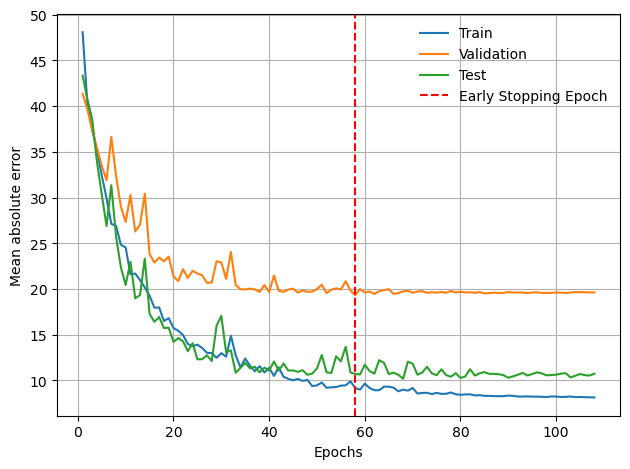 50
45
40
35
30
25
20
15
10
Mean absolute error
Train
Validation
Test
Early Stopping Epoch
0 20 40 60 80 100
Epochs